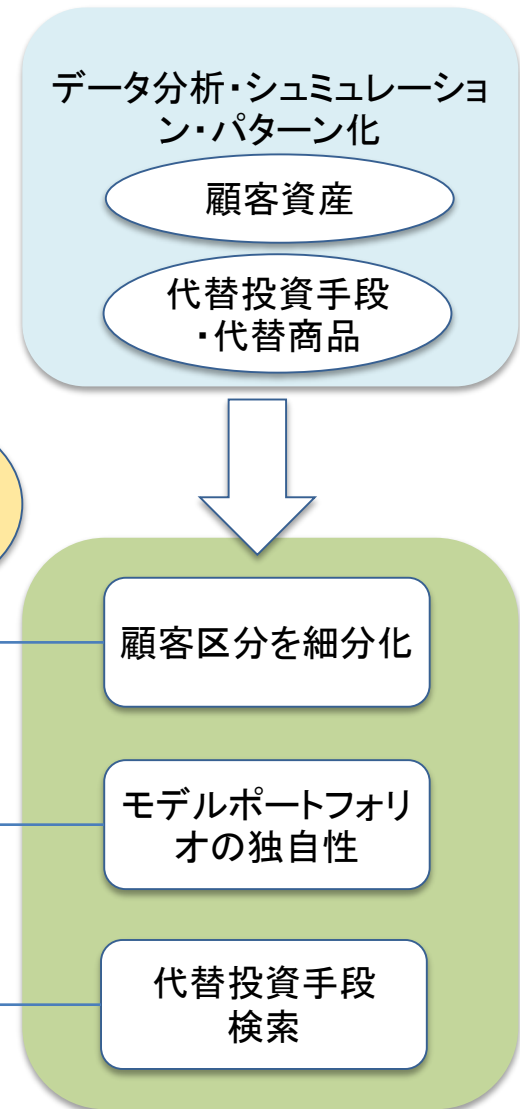 データ分析・シュミュレーショ
ン・パターン化
顧客資産
代替投資手段
・代替商品
顧客区分を細分化
モデルポートフォリ
オの独自性
代替投資手段
検索